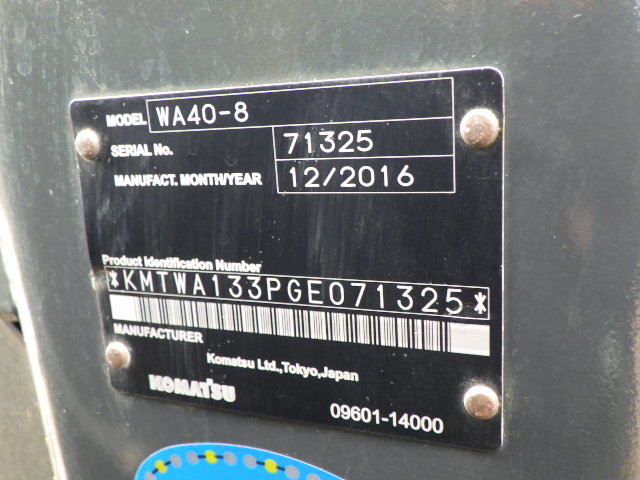 MODEL WA40-8
SERIAL No. 71325
MANUFACT. MONTH/YEAR 12/2016
Product Identification Number
*KMTWA133PGE071325*
MANUFACTURER
Komatsu Ltd.,Tokyo,Japan
KOMATSU
09601-14000